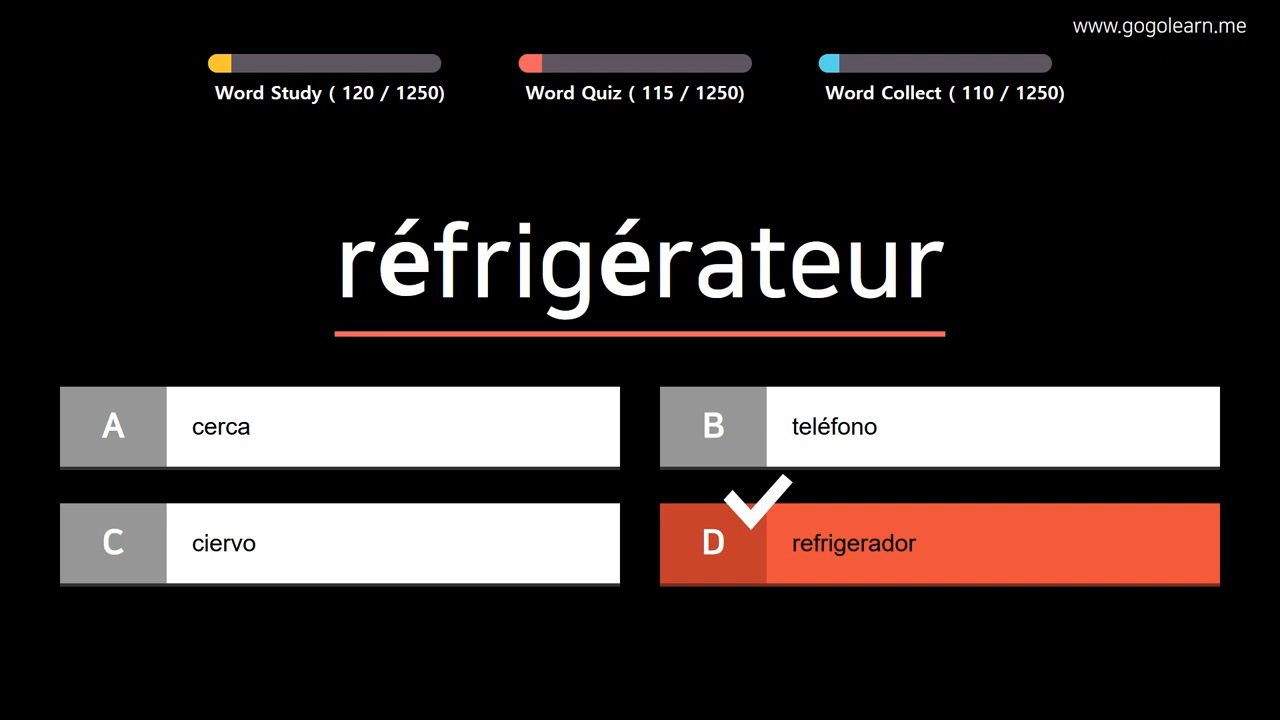 www.gogolearn.me
Word Study ( 120 / 1250)
Word Quiz ( 115 / 1250)
Word Collect ( 110 / 1250)
réfrigérateur
A cerca
B teléfono
C ciervo
D refrigerador